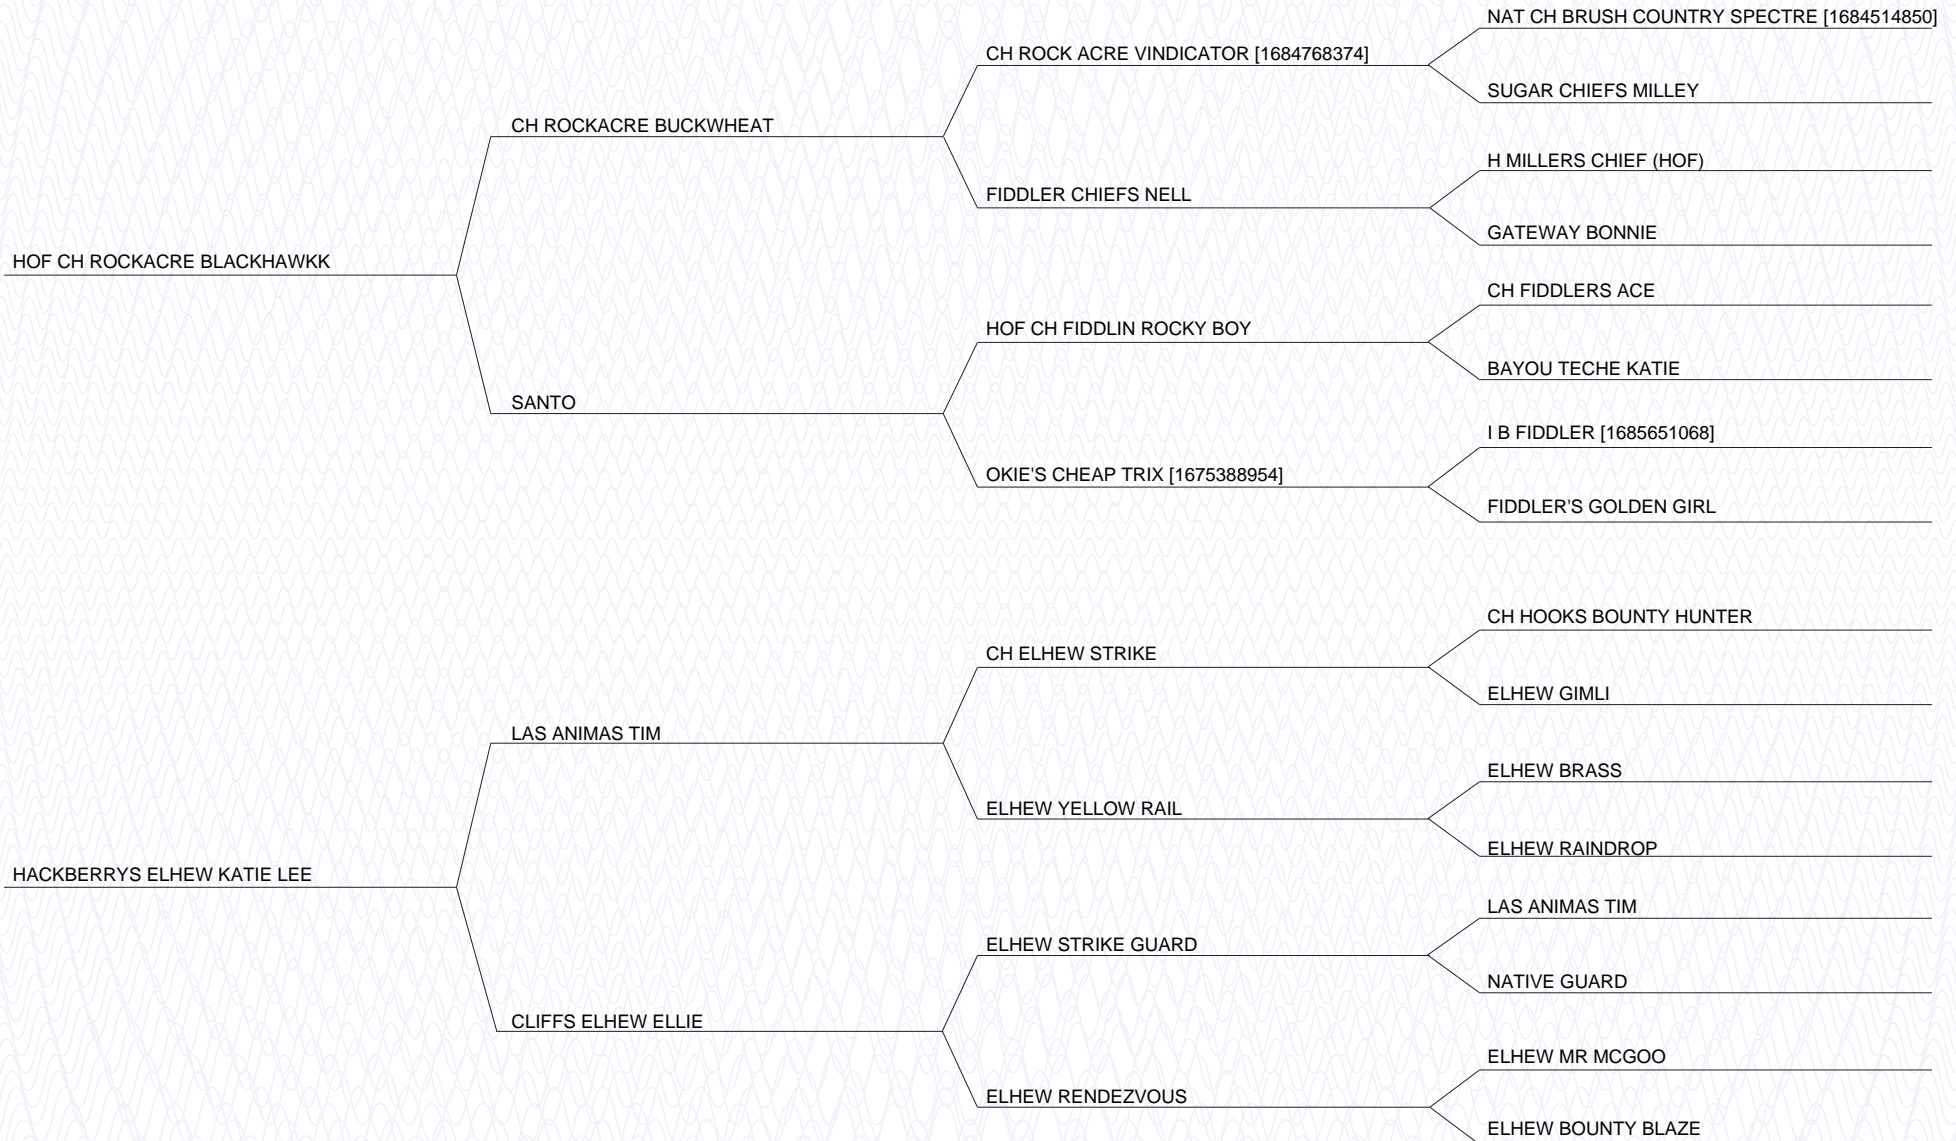 NAT CH BRUSH COUNTRY SPECTRE [1684514850]
CH ROCK ACRE VINDICATOR [1684768374]
SUGAR CHIEFS MILLEY
CH ROCKACRE BUCKWHEAT
H MILLERS CHIEF (HOF)
FIDDLER CHIEFS NELL
GATEWAY BONNIE
HOF CH ROCKACRE BLACKHAWKK
CH FIDDLERS ACE
HOF CH FIDDLIN ROCKY BOY
BAYOU TECHE KATIE
SANTO
I B FIDDLER [1685651068]
OKIE'S CHEAP TRIX [1675388954]
FIDDLER'S GOLDEN GIRL
CH HOOKS BOUNTY HUNTER
CH ELHEW STRIKE
ELHEW GIMLI
LAS ANIMAS TIM
ELHEW BRASS
ELHEW YELLOW RAIL
ELHEW RAINDROP
HACKBERRYS ELHEW KATIE LEE
LAS ANIMAS TIM
ELHEW STRIKE GUARD
NATIVE GUARD
CLIFFS ELHEW ELLIE
ELHEW MR MCGOO
ELHEW RENDEZVOUS
ELHEW BOUNTY BLAZE